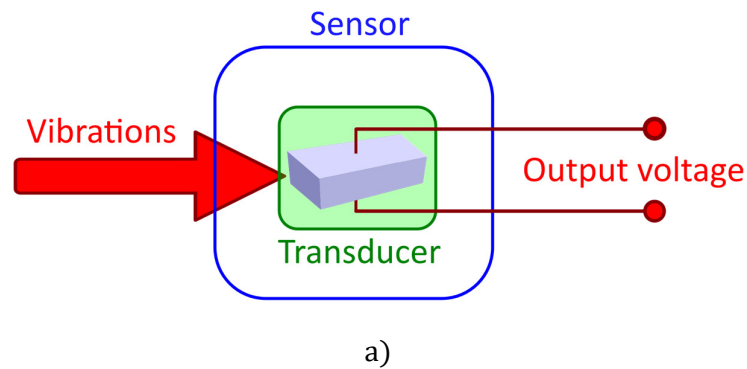 Sensor
Vibrations
Output voltage
Transducer
a)